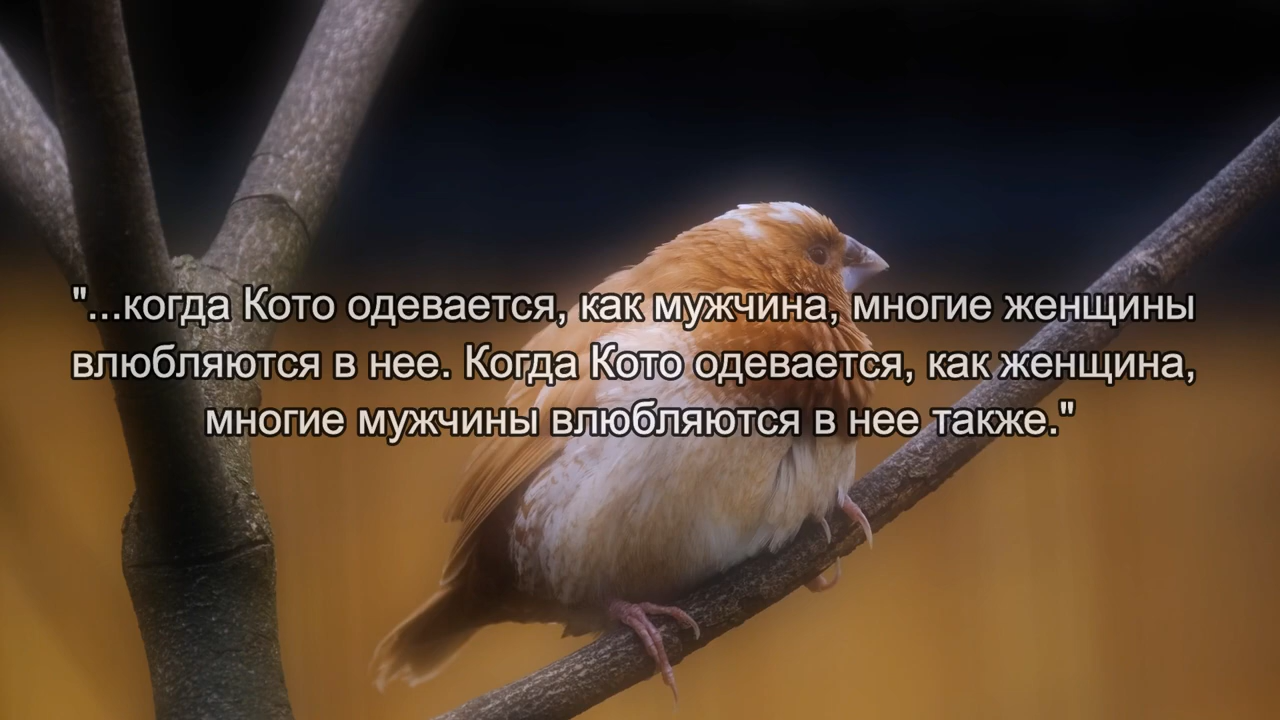 "...когда Кото одевается, как мужчина, многие женщины
влюбляются в нее. Когда Кото одевается, как женщина,
многие мужчины влюбляются в нее также."